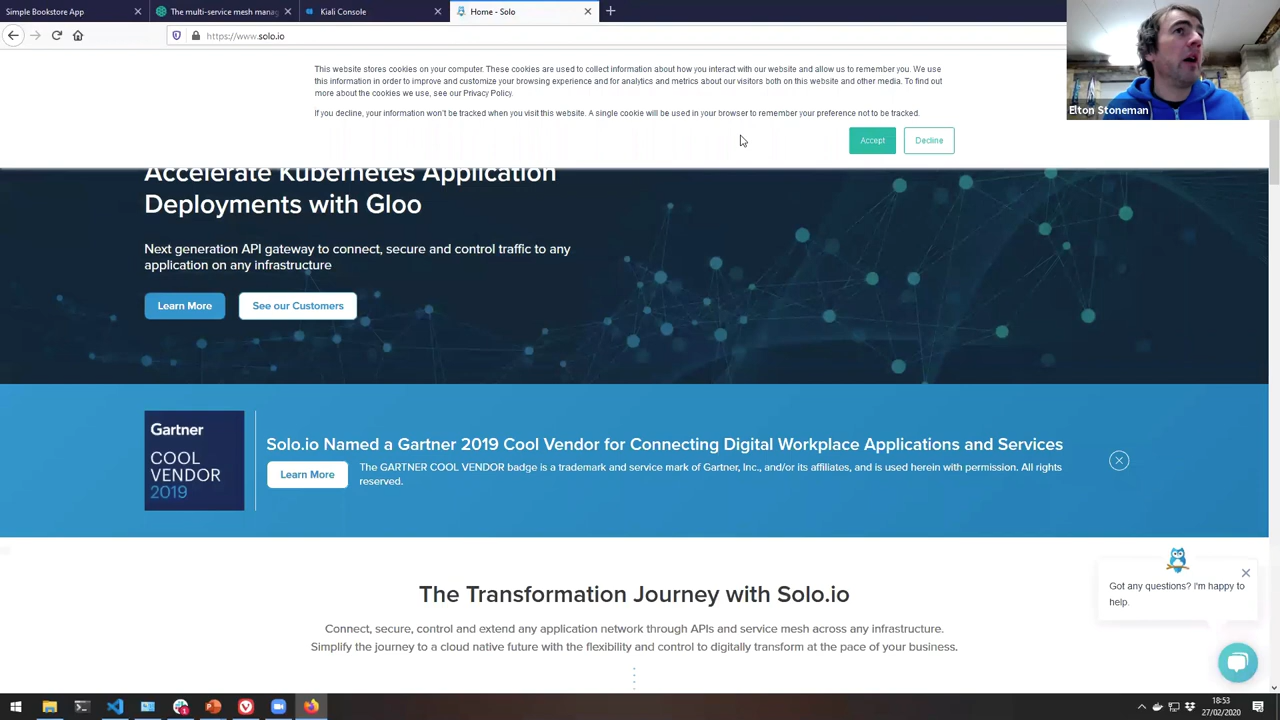 Simple Bookstore App
The multi-service mesh manag
Kiali Console
Home - Solo
https://www.solo.io
This website stores cookies on your computer. These cookies are used to collect information about how you interact with our website and allow us to remember you. We use
this information in order to improve and customize your browsing experience and for analytics and metrics about our visitors both on this website and other media. To find out
more about the cookies we use, see our Privacy Policy.
If you decline, your information won't be tracked when you visit this website. A single cookie will be used in your browser to remember your preference not to be tracked.
Accept
Decline
Elton Stoneman
Accelerate Kubernetes Application
Deployments with Gloo
Next generation API gateway to connect, secure and control traffic to any
application on any infrastructure
Learn More
See our Customers
Gartner
COOL
VENDOR
2019
Solo.io Named a Gartner 2019 Cool Vendor for Connecting Digital Workplace Applications and Services
Learn More
The GARTNER COOL VENDOR badge is a trademark and service mark of Gartner, Inc., and/or its affiliates, and is used herein with permission. All rights
reserved.
The Transformation Journey with Solo.io
Connect, secure, control and extend any application network through APIs and service mesh across any infrastructure.
Simplify the journey to a cloud native future with the flexibility and control to digitally transform at the pace of your business.
Got any questions? I'm happy to
help.
18:53
27/02/2020